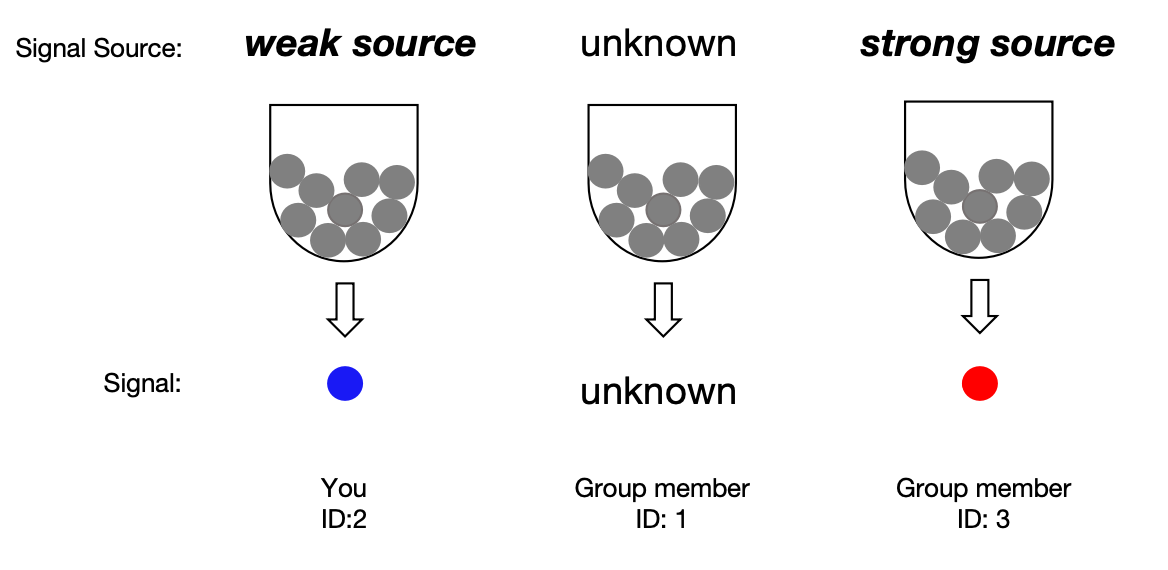 Signal Source: weak source unknown strong source
Signal: unknown
You Group member Group member
ID:2 ID: 1 ID: 3